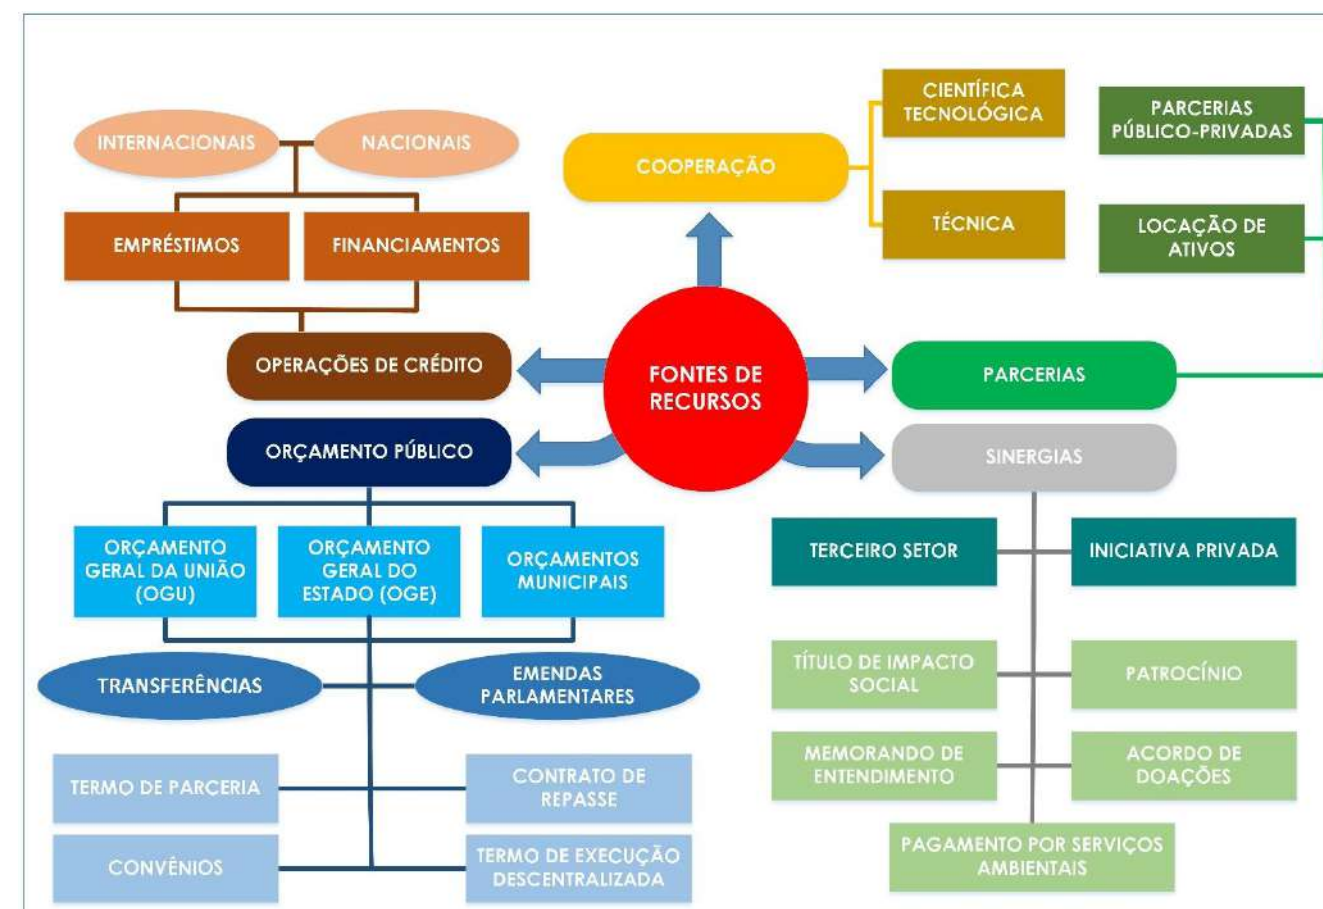 CIENTÍFICA
TECNOLÓGICA
PARCERIAS
PÚBLICO-PRIVADAS
INTERNACIONAIS
NACIONAIS
COOPERAÇÃO
TÉCNICA
LOCAÇÃO DE
ATIVOS
EMPRÉSTIMOS
FINANCIAMENTOS
OPERAÇÕES DE CRÉDITO
FONTES DE
RECURSOS
PARCERIAS
ORÇAMENTO PÚBLICO
SINERGIAS
ORÇAMENTO
GERAL DA UNIÃO
(OGU)
ORÇAMENTO
GERAL DO
ESTADO (OGE)
ORÇAMENTOS
MUNICIPAIS
TERCEIRO SETOR
INICIATIVA PRIVADA
TRANSFERÊNCIAS
EMENDAS
PARLAMENTARES
TÍTULO DE IMPACTO
SOCIAL
PATROCÍNIO
TERMO DE PARCERIA
CONTRATO DE
REPASSE
MEMORANDO DE
ENTENDIMENTO
ACORDO DE
DOAÇÕES
CONVÊNIOS
TERMO DE EXECUÇÃO
DESCENTRALIZADA
PAGAMENTO POR SERVIÇOS
AMBIENTAIS